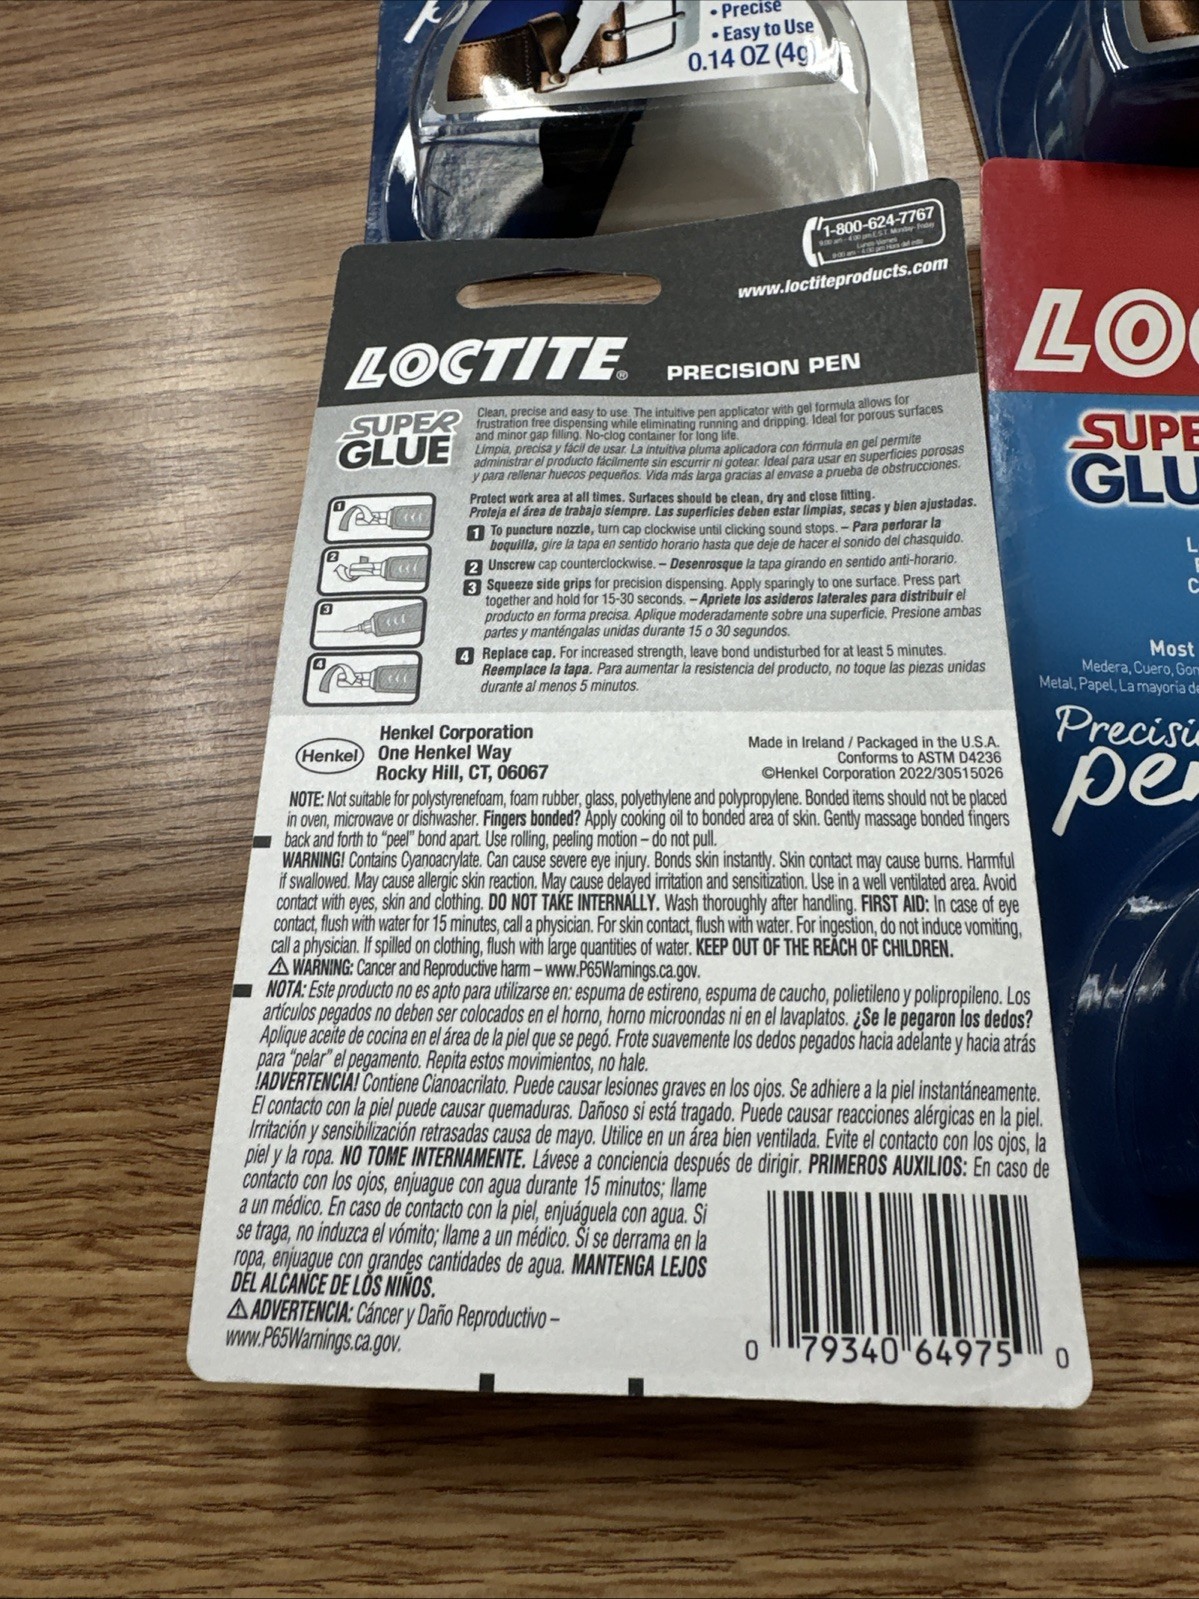 • Precise
• Easy to Use
0.14 OZ (4g)
1-800-624-7767
www.loctiteproducts.com
LOCTITE® PRECISION PEN
SUPER
GLUE
Clean, precise and easy to use. The intuitive pen applicator with gel formula allows for
frustration free dispensing while eliminating running and dripping. Ideal for porous surfaces
and minor gap filling. No-clog container for long life.
Limpia, precisa y fácil de usar. La intuitiva pluma aplicadora con fórmula en gel permite
administrar el producto fácilmente sin escurrir ni gotear. Ideal para usar en superficies porosas
y para rellenar huecos pequeños. Vida más larga gracias al envase a prueba de obstrucciones.
Protect work area at all times. Surfaces should be clean, dry and close fitting.
Proteja el área de trabajo siempre. Las superficies deben estar limpias, secas y bien ajustadas.
1
2
3
4
1 To puncture nozzle, turn cap clockwise until clicking sound stops. – Para perforar la
boquilla, gire la tapa en sentido horario hasta que deje de hacer el sonido del chasquido.
2 Unscrew cap counterclockwise. – Desenrosque la tapa girando en sentido anti-horario.
3 Squeeze side grips for precision dispensing. Apply sparingly to one surface. Press part
together and hold for 15-30 seconds. – Apriete los asideros laterales para distribuir el
producto en forma precisa. Aplique moderadamente sobre una superficie. Presione ambas
partes y manténgalas unidas durante 15 o 30 segundos.
4 Replace cap. For increased strength, leave bond undisturbed for at least 5 minutes.
Reemplace la tapa. Para aumentar la resistencia del producto, no toque las piezas unidas
durante al menos 5 minutos.
Henkel
Henkel Corporation
One Henkel Way
Rocky Hill, CT, 06067
Made in Ireland / Packaged in the U.S.A.
Conforms to ASTM D4236
©Henkel Corporation 2022/30515026
NOTE: Not suitable for polystyrenefoam, foam rubber, glass, polyethylene and polypropylene. Bonded items should not be placed
in oven, microwave or dishwasher. Fingers bonded? Apply cooking oil to bonded area of skin. Gently massage bonded fingers
back and forth to "peel" bond apart. Use rolling, peeling motion – do not pull.
WARNING! Contains Cyanoacrylate. Can cause severe eye injury. Bonds skin instantly. Skin contact may cause burns. Harmful
if swallowed. May cause allergic skin reaction. May cause delayed irritation and sensitization. Use in a well ventilated area. Avoid
contact with eyes, skin and clothing. DO NOT TAKE INTERNALLY. Wash thoroughly after handling. FIRST AID: In case of eye
contact, flush with water for 15 minutes, call a physician. For skin contact, flush with water. For ingestion, do not induce vomiting,
call a physician. If spilled on clothing, flush with large quantities of water. KEEP OUT OF THE REACH OF CHILDREN.
⚠ WARNING: Cancer and Reproductive harm – www.P65Warnings.ca.gov.
NOTA: Este producto no es apto para utilizarse en: espuma de estireno, espuma de caucho, polietileno y polipropileno. Los
artículos pegados no deben ser colocados en el horno, horno microondas ni en el lavaplatos. ¿Se le pegaron los dedos?
Aplique aceite de cocina en el área de la piel que se pegó. Frote suavemente los dedos pegados hacia adelante y hacia atrás
para "pelar" el pegamento. Repita estos movimientos, no hale.
!ADVERTENCIA! Contiene Cianoacrilato. Puede causar lesiones graves en los ojos. Se adhiere a la piel instantáneamente.
El contacto con la piel puede causar quemaduras. Dañoso si está tragado. Puede causar reacciones alérgicas en la piel.
Irritación y sensibilización retrasadas causa de mayo. Utilice en un área bien ventilada. Evite el contacto con los ojos, la
piel y la ropa. NO TOME INTERNAMENTE. Lávese a conciencia después de dirigir. PRIMEROS AUXILIOS: En caso de
contacto con los ojos, enjuague con agua durante 15 minutos; llame
a un médico. En caso de contacto con la piel, enjuáguela con agua. Si
se traga, no induzca el vómito; llame a un médico. Si se derrama en la
ropa, enjuague con grandes cantidades de agua. MANTENGA LEJOS
DEL ALCANCE DE LOS NIÑOS.
⚠ ADVERTENCIA: Cáncer y Daño Reproductivo –
www.P65Warnings.ca.gov.
0 79340 64975 0
LOC
SUPE
GLU
Most
Medera, Cuero, Gom
Metal, Papel, La mayoria de
Precisi
pe